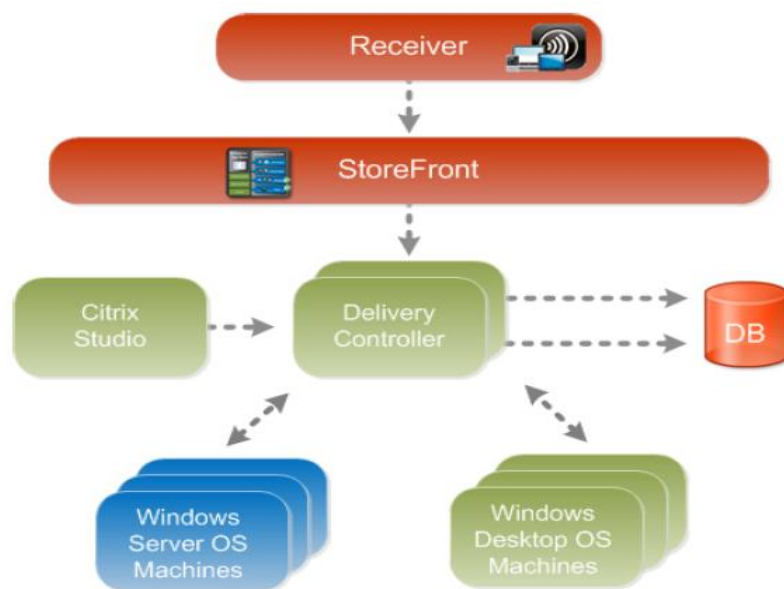 Receiver
StoreFront
Citrix
Studio
Delivery
Controller
DB
Windows
Server OS
Machines
Windows
Desktop OS
Machines